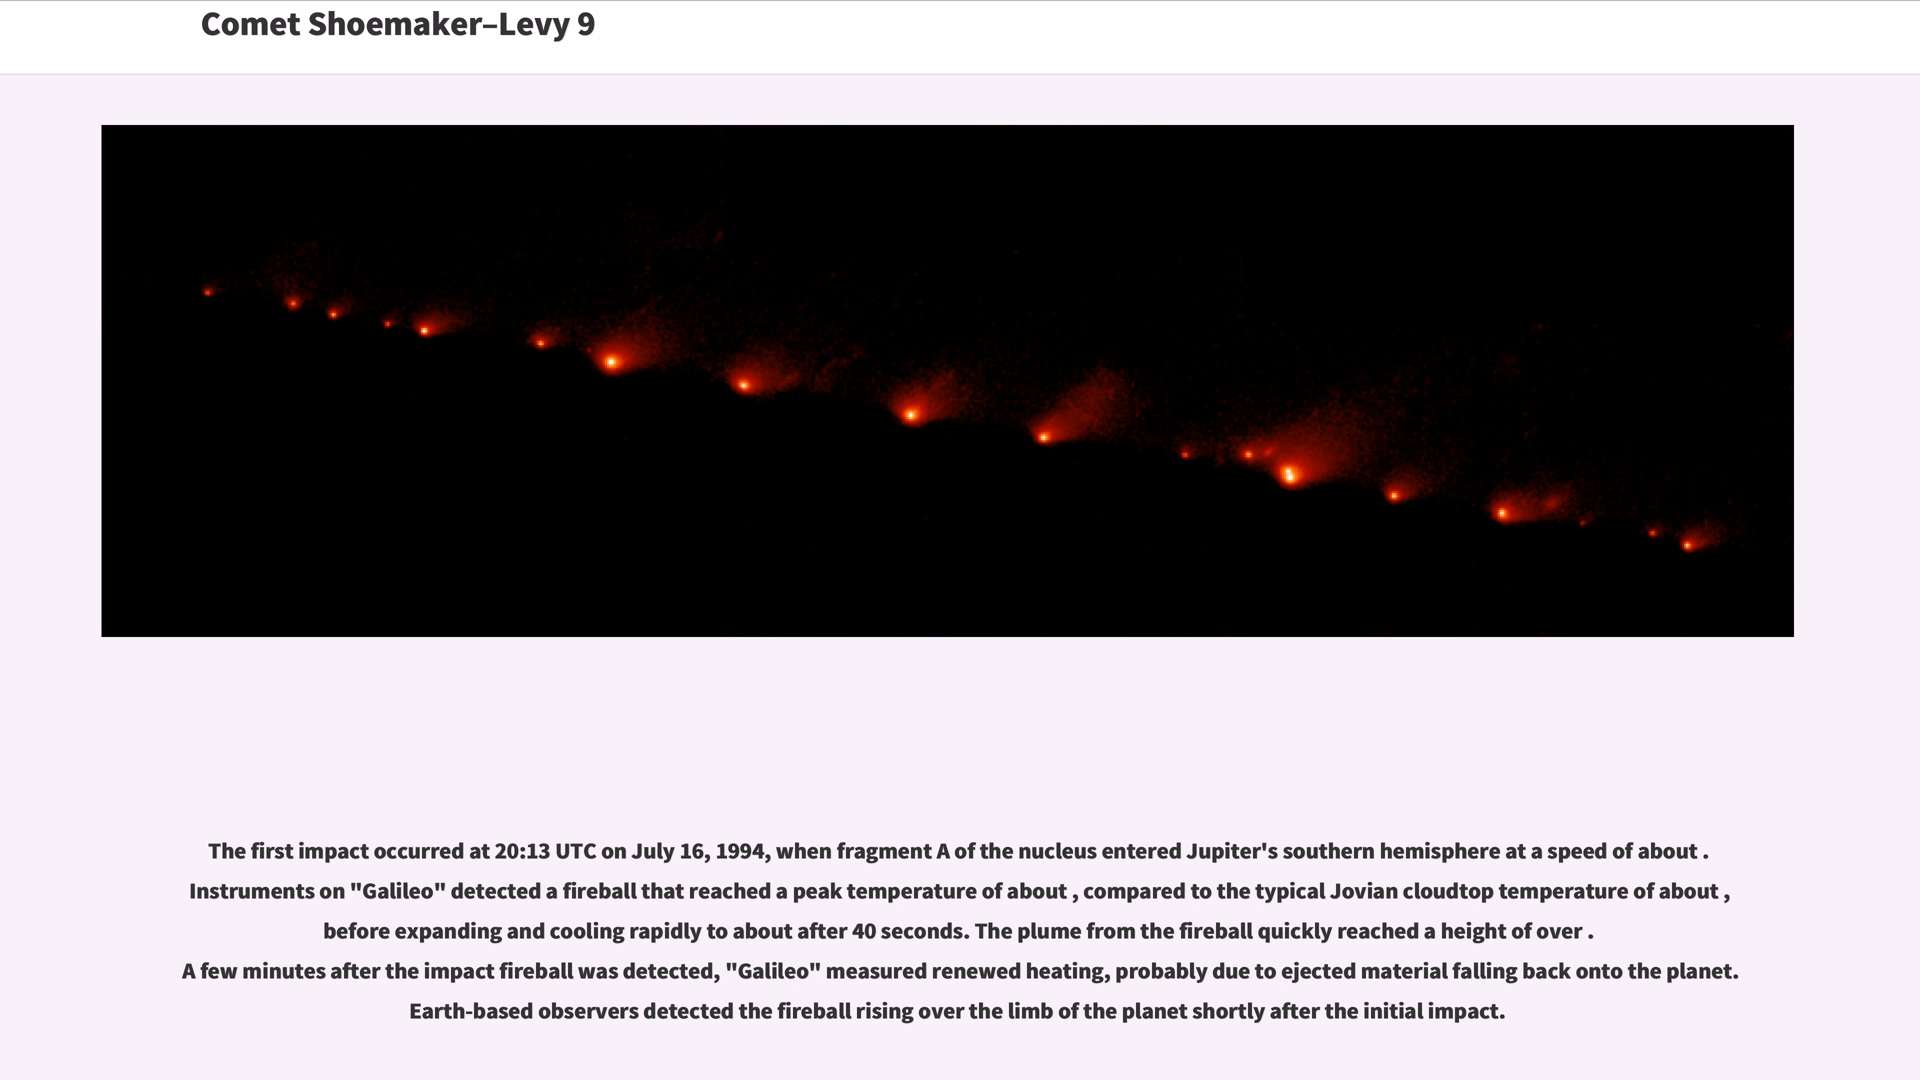 Comet Shoemaker–Levy 9
The first impact occurred at 20:13 UTC on July 16, 1994, when fragment A of the nucleus entered Jupiter's southern hemisphere at a speed of about .
Instruments on "Galileo" detected a fireball that reached a peak temperature of about , compared to the typical Jovian cloudtop temperature of about ,
before expanding and cooling rapidly to about after 40 seconds. The plume from the fireball quickly reached a height of over .
A few minutes after the impact fireball was detected, "Galileo" measured renewed heating, probably due to ejected material falling back onto the planet.
Earth-based observers detected the fireball rising over the limb of the planet shortly after the initial impact.